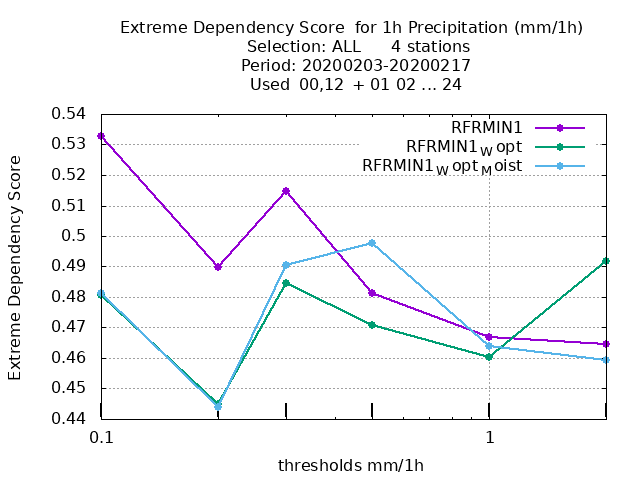 Extreme Dependency Score  for 1h Precipitation (mm/1h)
Selection: ALL      4 stations
Period: 20200203-20200217
Used  00,12  + 01 02 ... 24
RFRMIN1
RFRMIN1_W opt
RFRMIN1_W opt_M oist
0.54
0.53
0.52
0.51
0.5
0.49
0.48
0.47
0.46
0.45
0.44
Extreme Dependency Score
0.1
1
thresholds mm/1h